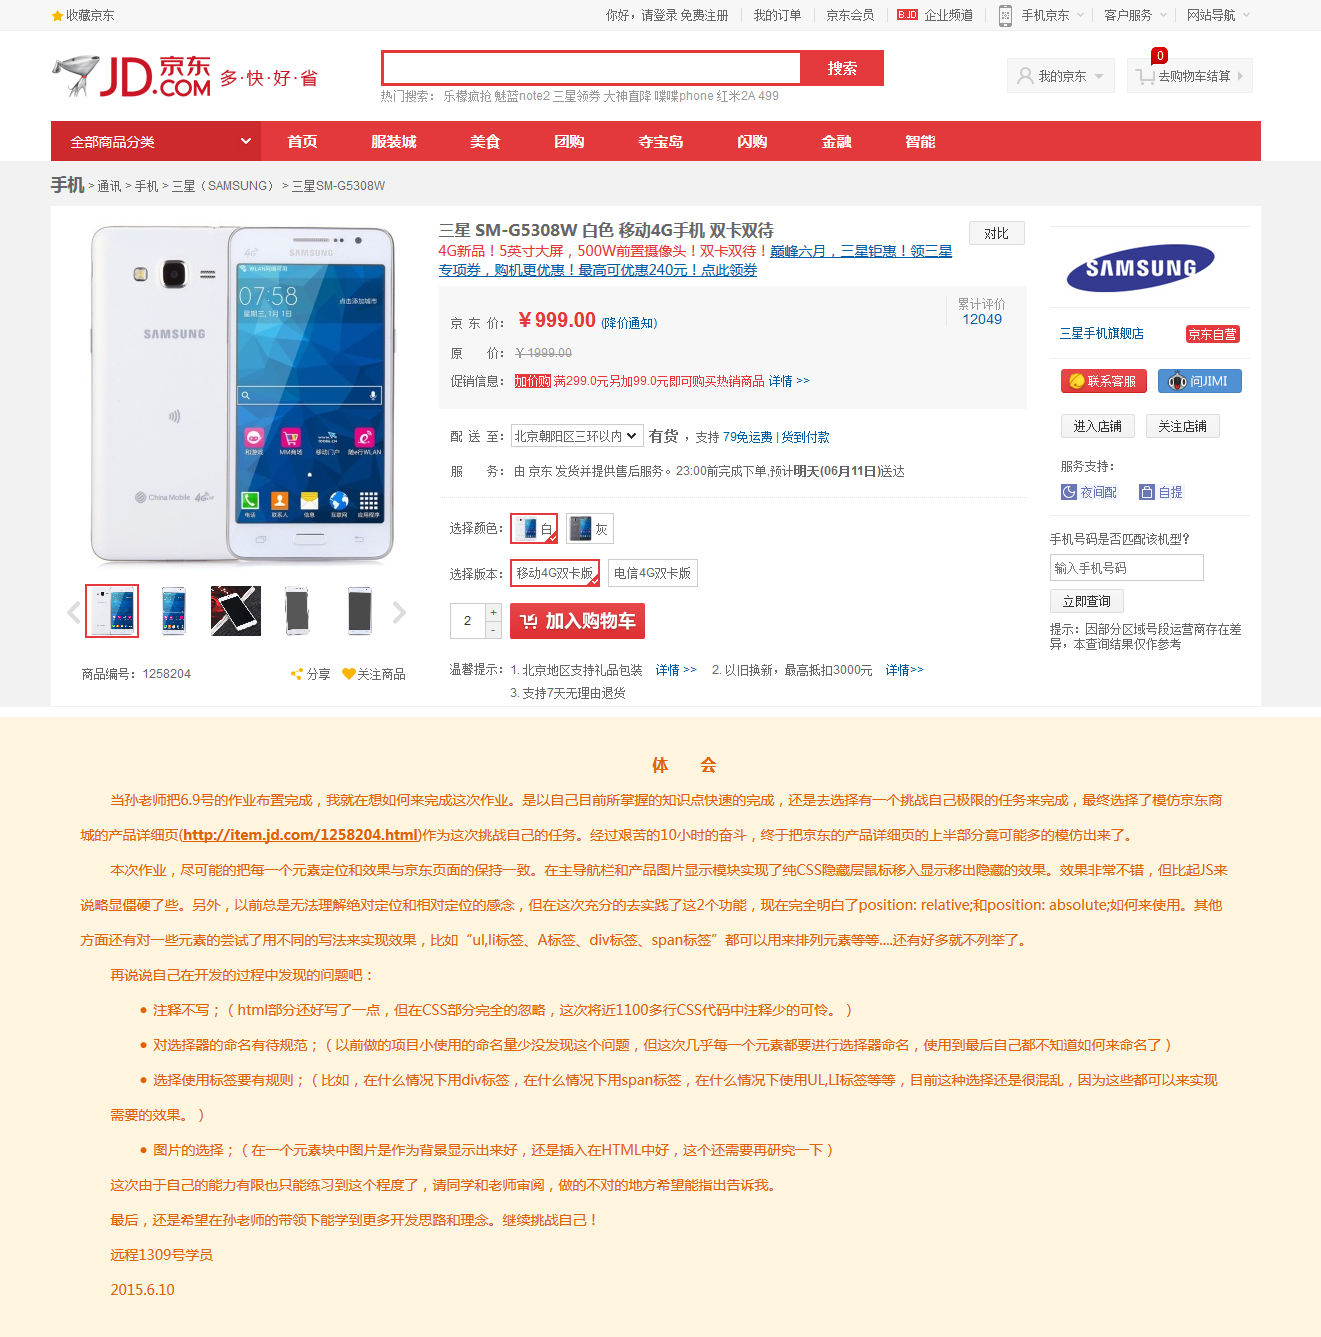 收藏京东
你好，请登录 免费注册 我的订单 京东会员 B.JD 企业频道 手机京东 客户服务 网站导航
JD.COM 京东 多·快·好·省
搜索
我的京东 0 去购物车结算
热门搜索： 乐檬疯抢 魅蓝note2 三星领券 大神直降 喋喋phone 红米2A 499
全部商品分类 首页 服装城 美食 团购 夺宝岛 闪购 金融 智能
手机 > 通讯 > 手机 > 三星（SAMSUNG） > 三星SM-G5308W
三星 SM-G5308W 白色 移动4G手机 双卡双待
对比
4G新品！5英寸大屏，500W前置摄像头！双卡双待！巅峰六月，三星钜惠！领三星
专项券，购机更优惠！最高可优惠240元！点此领券
京 东 价： ￥999.00 (降价通知)
累计评价
12049
原 价： ￥1999.00
促销信息： 加价购 满299.0元另加99.0元即可购买热销商品 详情 >>
配 送 至： 北京朝阳区三环以内 有货 ，支持 79免运费 | 货到付款
服 务： 由 京东 发货并提供售后服务。23:00前完成下单,预计明天(06月11日)送达
选择颜色： 白 灰
选择版本： 移动4G双卡版 电信4G双卡版
2 + - 加入购物车
温馨提示： 1. 北京地区支持礼品包装 详情 >> 2. 以旧换新，最高抵扣3000元 详情>>
3. 支持7天无理由退货
SAMSUNG
SAMSUNG
WLAN网络可用
07:58
星期三,1月 1日
点击添加城市
和游戏 MM商场 移动门户 随e行WLAN
电话 联系人 信息 互联网 应用程序
China Mobile 4G
商品编号：1258204 分享 关注商品
SAMSUNG
三星手机旗舰店 京东自营
联系客服 问JIMI
进入店铺 关注店铺
服务支持：
夜间配 自提
手机号码是否匹配该机型?
输入手机号码
立即查询
提示：因部分区域号段运营商存在差
异，本查询结果仅作参考
体 会
当孙老师把6.9号的作业布置完成，我就在想如何来完成这次作业。是以自己目前所掌握的知识点快速的完成，还是去选择有一个挑战自己极限的任务来完成，最终选择了模仿京东商
城的产品详细页(http://item.jd.com/1258204.html)作为这次挑战自己的任务。经过艰苦的10小时的奋斗，终于把京东的产品详细页的上半部分竟可能多的模仿出来了。
本次作业，尽可能的把每一个元素定位和效果与京东页面的保持一致。在主导航栏和产品图片显示模块实现了纯CSS隐藏层鼠标移入显示移出隐藏的效果。效果非常不错，但比起JS来
说略显僵硬了些。另外，以前总是无法理解绝对定位和相对定位的感念，但在这次充分的去实践了这2个功能，现在完全明白了position: relative;和position: absolute;如何来使用。其他
方面还有对一些元素的尝试了用不同的写法来实现效果，比如“ul,li标签、A标签、div标签、span标签”都可以用来排列元素等等....还有好多就不列举了。
再说说自己在开发的过程中发现的问题吧：
● 注释不写；（html部分还好写了一点，但在CSS部分完全的忽略，这次将近1100多行CSS代码中注释少的可怜。）
● 对选择器的命名有待规范；（以前做的项目小使用的命名量少没发现这个问题，但这次几乎每一个元素都要进行选择器命名，使用到最后自己都不知道如何来命名了）
● 选择使用标签要有规则；（比如，在什么情况下用div标签，在什么情况下用span标签，在什么情况下使用UL,LI标签等等，目前这种选择还是很混乱，因为这些都可以来实现
需要的效果。）
● 图片的选择；（在一个元素块中图片是作为背景显示出来好，还是插入在HTML中好，这个还需要再研究一下）
这次由于自己的能力有限也只能练习到这个程度了，请同学和老师审阅，做的不对的地方希望能指出告诉我。
最后，还是希望在孙老师的带领下能学到更多开发思路和理念。继续挑战自己！
远程1309号学员
2015.6.10